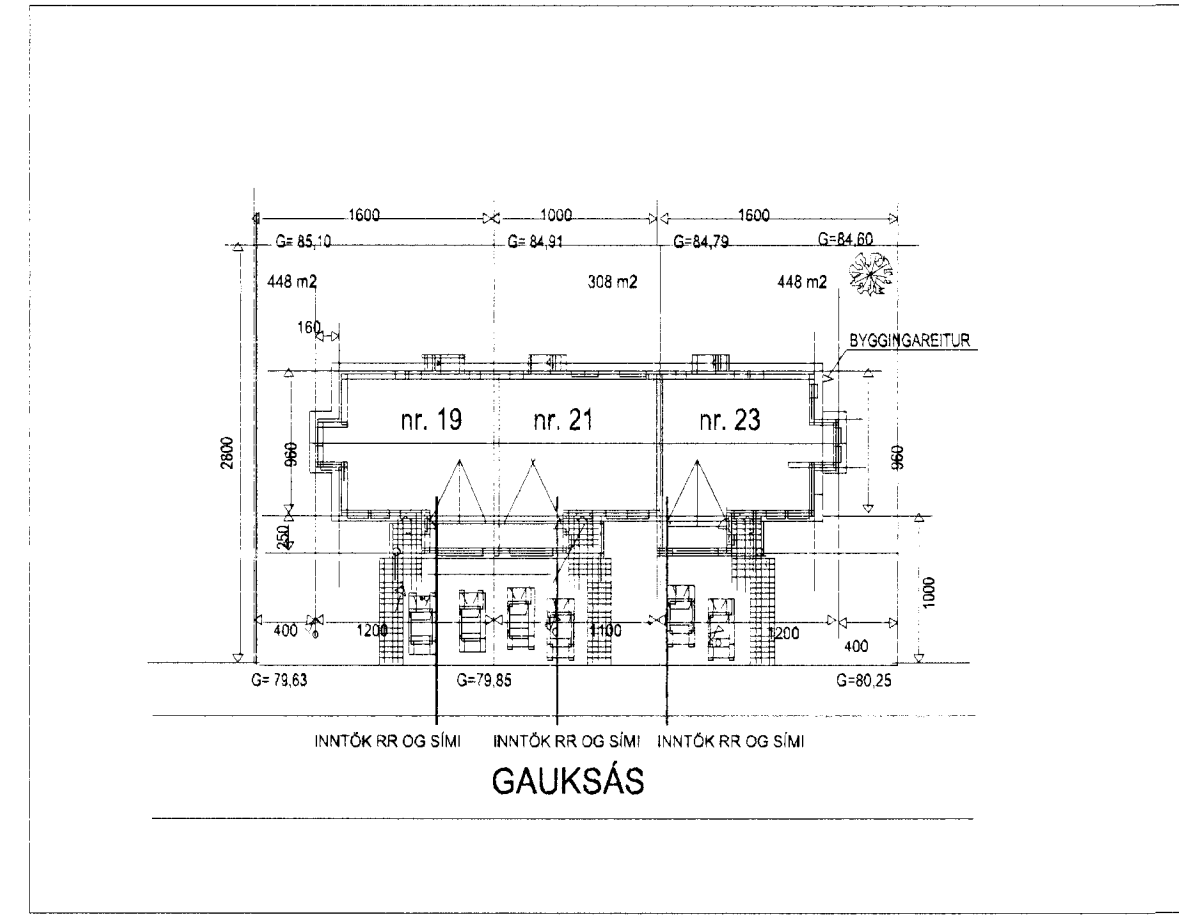 1600 1000 1600
G= 85,10 G= 84,91 G=84,79 G=84,60
448 m2 308 m2 448 m2
160
BYGGINGAREITUR
nr. 19 nr. 21 nr. 23
2800 960 960
250
1000
400 1200 1100 1200 400
G= 79,63 G=79,85 G=80,25
INNTÖK RR OG SÍMI INNTÖK RR OG SÍMI INNTÖK RR OG SÍMI
GAUKSÁS